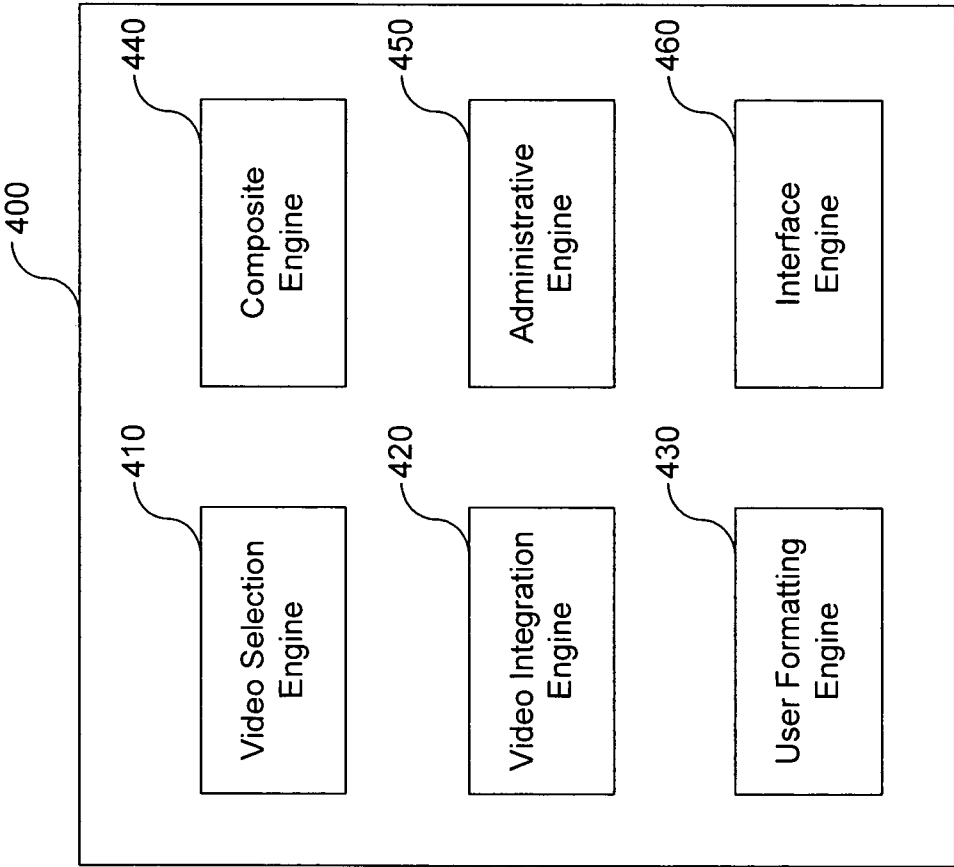 400
410
Video Selection
Engine
440
Composite
Engine
420
Video Integration
Engine
450
Administrative
Engine
430
User Formatting
Engine
460
Interface
Engine